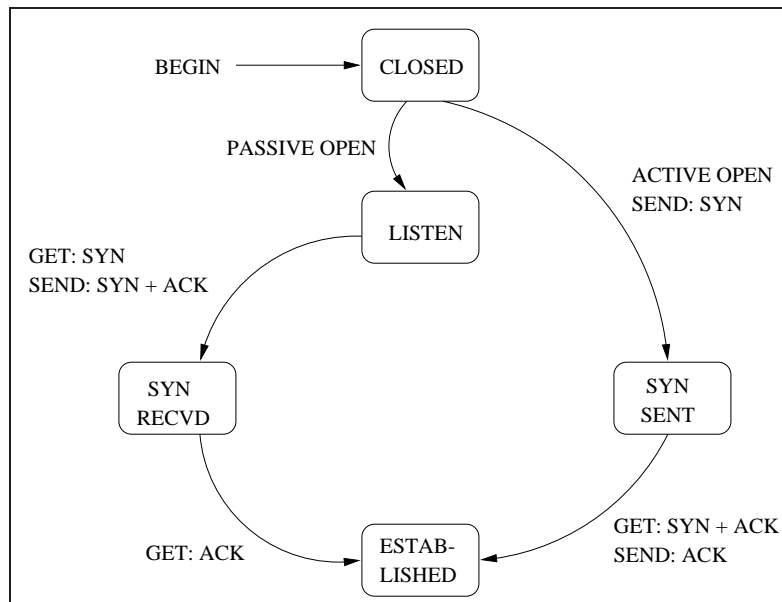 BEGIN
CLOSED
PASSIVE OPEN
ACTIVE OPEN
SEND: SYN
LISTEN
GET: SYN
SEND: SYN + ACK
SYN
RECVD
SYN
SENT
GET: ACK
ESTAB-
LISHED
GET: SYN + ACK
SEND: ACK